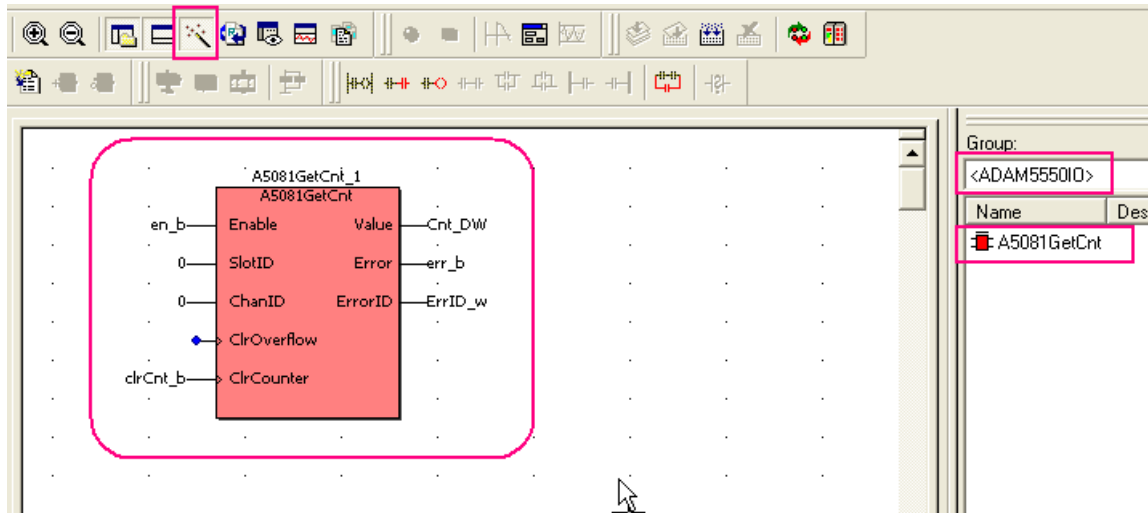 A5081GetCnt_1
A5081GetCnt
en_b Enable Value Cnt_DW
0 SlotID Error err_b
0 ChanID ErrorID ErrID_w
ClrOverflow
clrCnt_b ClrCounter
Group:
<ADAM5550IO>
Name Des
A5081GetCnt